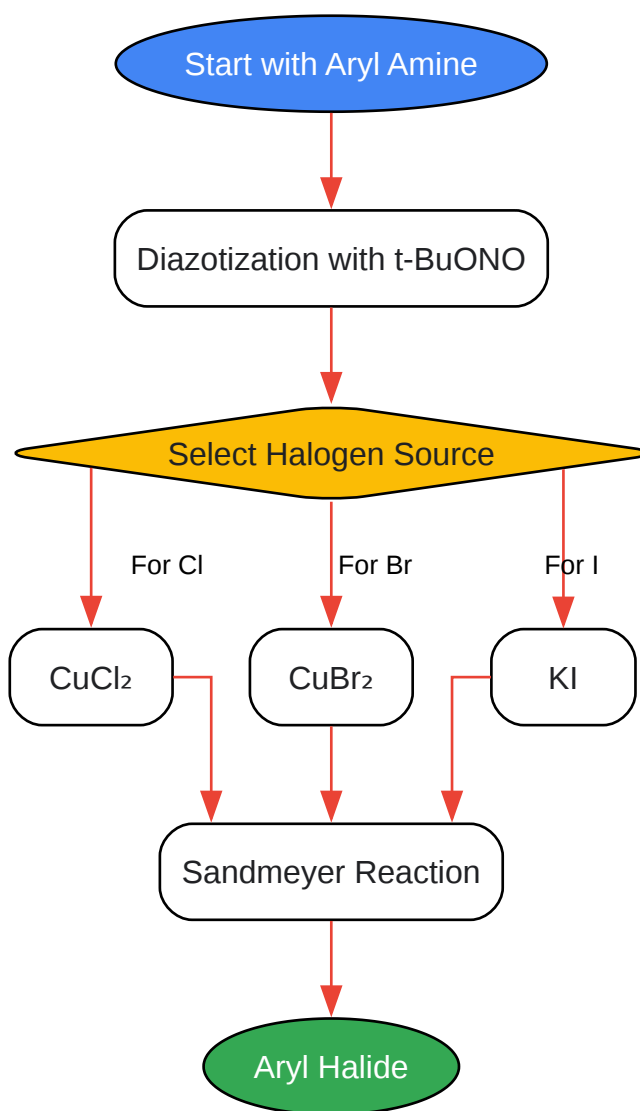 Start with Aryl Amine
Diazotization with t-BuONO
Select Halogen Source
For Cl
For Br
For I
CuCl₂
CuBr₂
KI
Sandmeyer Reaction
Aryl Halide